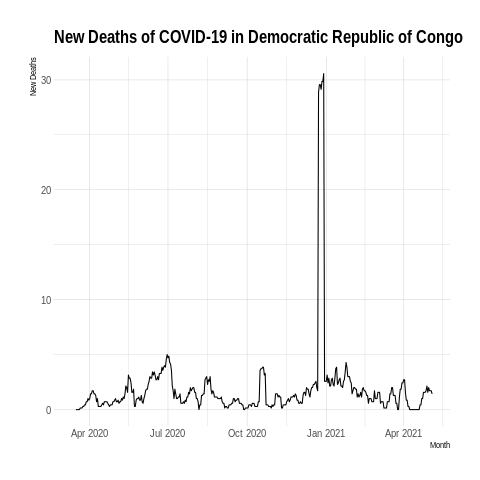 New Deaths of COVID-19 in Democratic Republic of Congo
New Deaths
30
20
10
0
Apr 2020
Jul 2020
Oct 2020
Jan 2021
Apr 2021
Month